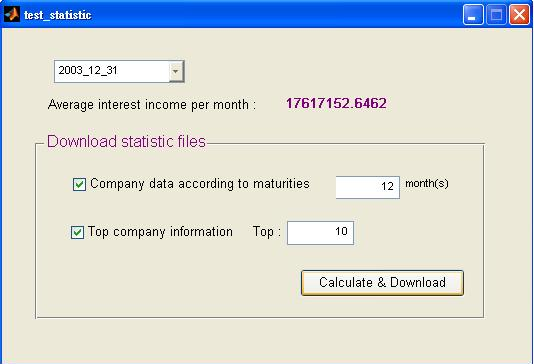 test_statistic
2003_12_31
Average interest income per month : 17617152.6462
Download statistic files
Company data according to maturities 12 month(s)
Top company information Top : 10
Calculate & Download